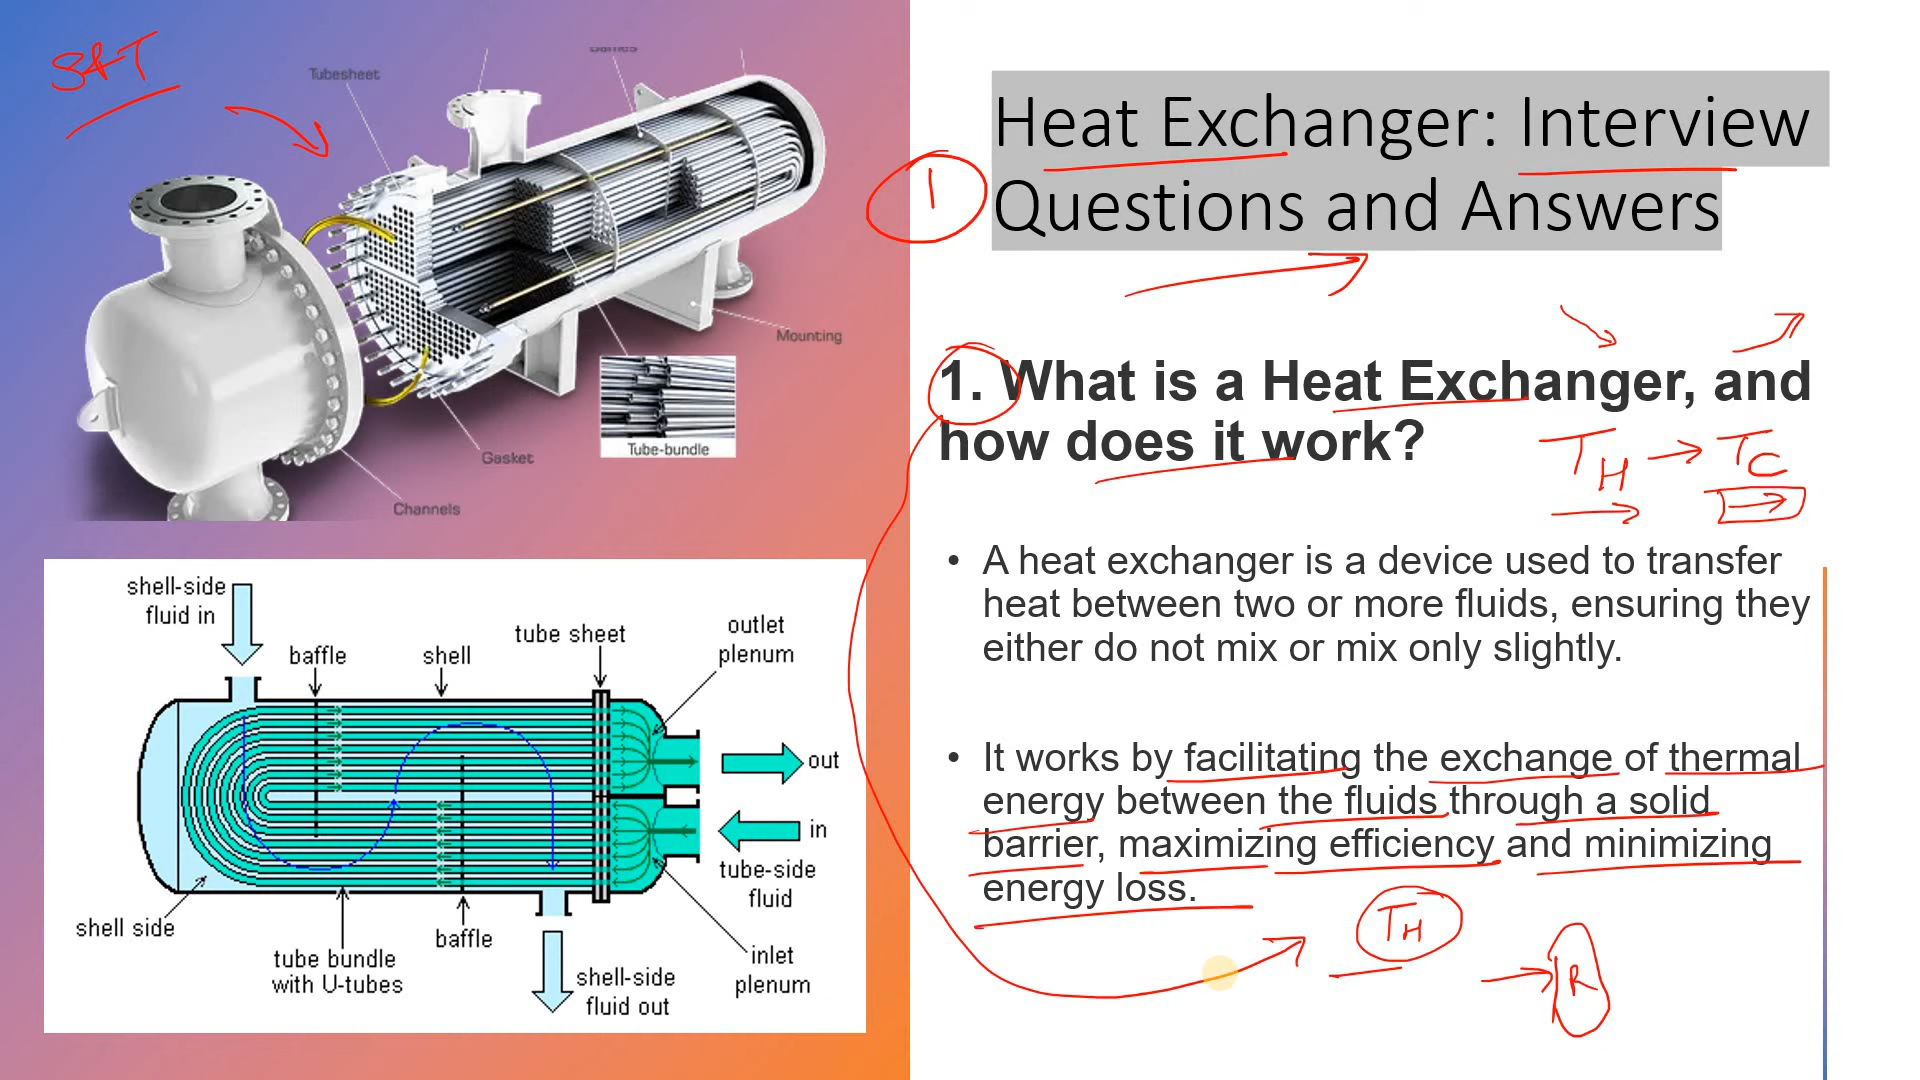 S&T
Tubesheet
Baffles
Mounting
Tube-bundle
Gasket
Channels
shell-side
fluid in
baffle
shell
tube sheet
outlet
plenum
out
in
tube-side
fluid
shell side
tube bundle
with U-tubes
baffle
shell-side
fluid out
inlet
plenum
1
Heat Exchanger: Interview
Questions and Answers
1. What is a Heat Exchanger, and
how does it work?
TH → TC
• A heat exchanger is a device used to transfer
heat between two or more fluids, ensuring they
either do not mix or mix only slightly.
• It works by facilitating the exchange of thermal
energy between the fluids through a solid
barrier, maximizing efficiency and minimizing
energy loss.
TH
R